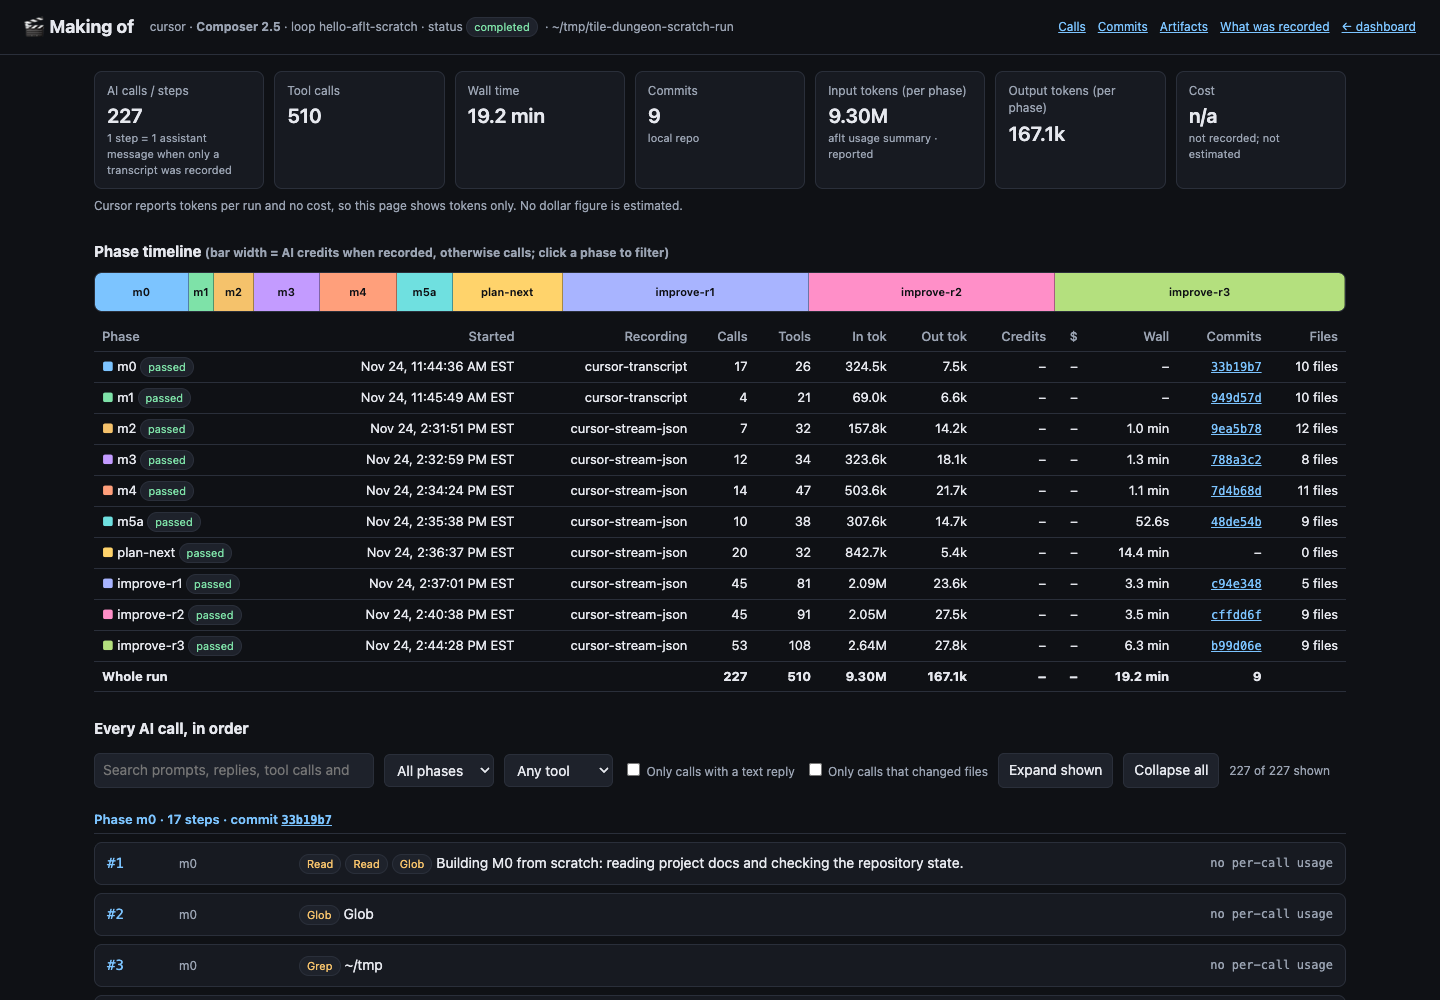 🎬 Making of cursor · Composer 2.5 · loop hello-aflt-scratch · status completed · ~/tmp/tile-dungeon-scratch-run Calls Commits Artifacts What was recorded ← dashboard
AI calls / steps
227
1 step = 1 assistant
message when only a
transcript was recorded
Tool calls
510
Wall time
19.2 min
Commits
9
local repo
Input tokens (per phase)
9.30M
aflt usage summary ·
reported
Output tokens (per
phase)
167.1k
Cost
n/a
not recorded; not
estimated
Cursor reports tokens per run and no cost, so this page shows tokens only. No dollar figure is estimated.
Phase timeline (bar width = AI credits when recorded, otherwise calls; click a phase to filter)
m0 m1 m2 m3 m4 m5a plan-next improve-r1 improve-r2 improve-r3
Phase Started Recording Calls Tools In tok Out tok Credits $ Wall Commits Files
m0 passed Nov 24, 11:44:36 AM EST cursor-transcript 17 26 324.5k 7.5k – – – 33b19b7 10 files
m1 passed Nov 24, 11:45:49 AM EST cursor-transcript 4 21 69.0k 6.6k – – – 949d57d 10 files
m2 passed Nov 24, 2:31:51 PM EST cursor-stream-json 7 32 157.8k 14.2k – – 1.0 min 9ea5b78 12 files
m3 passed Nov 24, 2:32:59 PM EST cursor-stream-json 12 34 323.6k 18.1k – – 1.3 min 788a3c2 8 files
m4 passed Nov 24, 2:34:24 PM EST cursor-stream-json 14 47 503.6k 21.7k – – 1.1 min 7d4b68d 11 files
m5a passed Nov 24, 2:35:38 PM EST cursor-stream-json 10 38 307.6k 14.7k – – 52.6s 48de54b 9 files
plan-next passed Nov 24, 2:36:37 PM EST cursor-stream-json 20 32 842.7k 5.4k – – 14.4 min – 0 files
improve-r1 passed Nov 24, 2:37:01 PM EST cursor-stream-json 45 81 2.09M 23.6k – – 3.3 min c94e348 5 files
improve-r2 passed Nov 24, 2:40:38 PM EST cursor-stream-json 45 91 2.05M 27.5k – – 3.5 min cffdd6f 9 files
improve-r3 passed Nov 24, 2:44:28 PM EST cursor-stream-json 53 108 2.64M 27.8k – – 6.3 min b99d06e 9 files
Whole run 227 510 9.30M 167.1k – – 19.2 min 9
Every AI call, in order
Search prompts, replies, tool calls and All phases Any tool Only calls with a text reply Only calls that changed files Expand shown Collapse all 227 of 227 shown
Phase m0 · 17 steps · commit 33b19b7
#1 m0 Read Read Glob Building M0 from scratch: reading project docs and checking the repository state. no per-call usage
#2 m0 Glob Glob no per-call usage
#3 m0 Grep ~/tmp no per-call usage